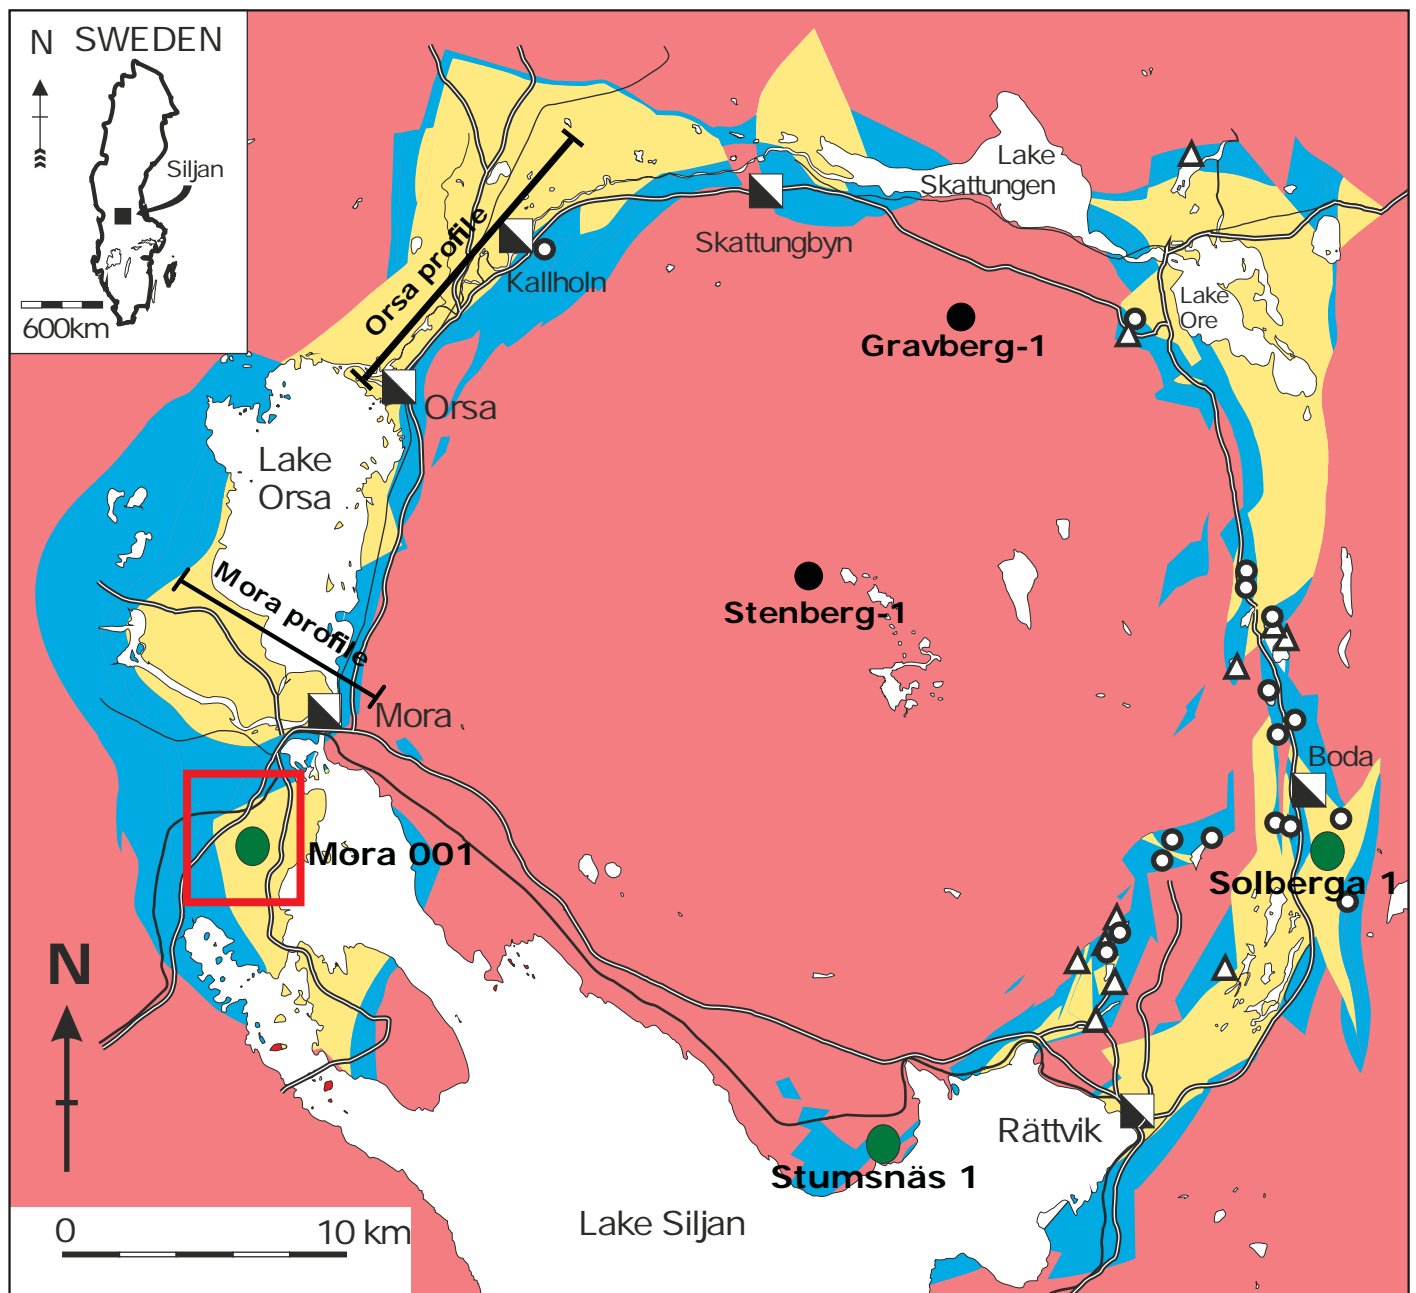 N SWEDEN
Siljan
600km
Lake
Skattungen
Skattungbyn
Orsa profile
Kallholn
Lake
Ore
Gravberg-1
Orsa
Lake
Orsa
Mora profile
Stenberg-1
Mora
Boda
Mora 001
Solberga 1
N
Rättvik
Stumsnäs 1
Lake Siljan
0 10 km